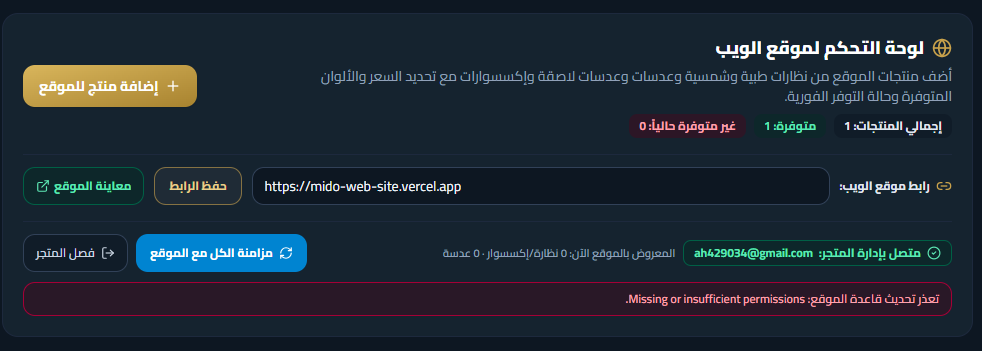 لوحة التحكم لموقع الويب
أضف منتجات الموقع من نظارات طبية وشمسية وعدسات وعدسات لاصقة وإكسسوارات مع تحديد السعر والألوان
المتوفرة وحالة التوفر الفورية.
إضافة منتج للموقع
إجمالي المنتجات: 1
متوفرة: 1
غير متوفرة حالياً: 0
رابط موقع الويب:
https://mido-web-site.vercel.app
حفظ الرابط
معاينة الموقع
متصل بإدارة المتجر: ah429034@gmail.com
المعروض بالموقع الآن: 0 نظارة/إكسسوار · 0 عدسة
مزامنة الكل مع الموقع
فصل المتجر
تعذر تحديث قاعدة الموقع: Missing or insufficient permissions.